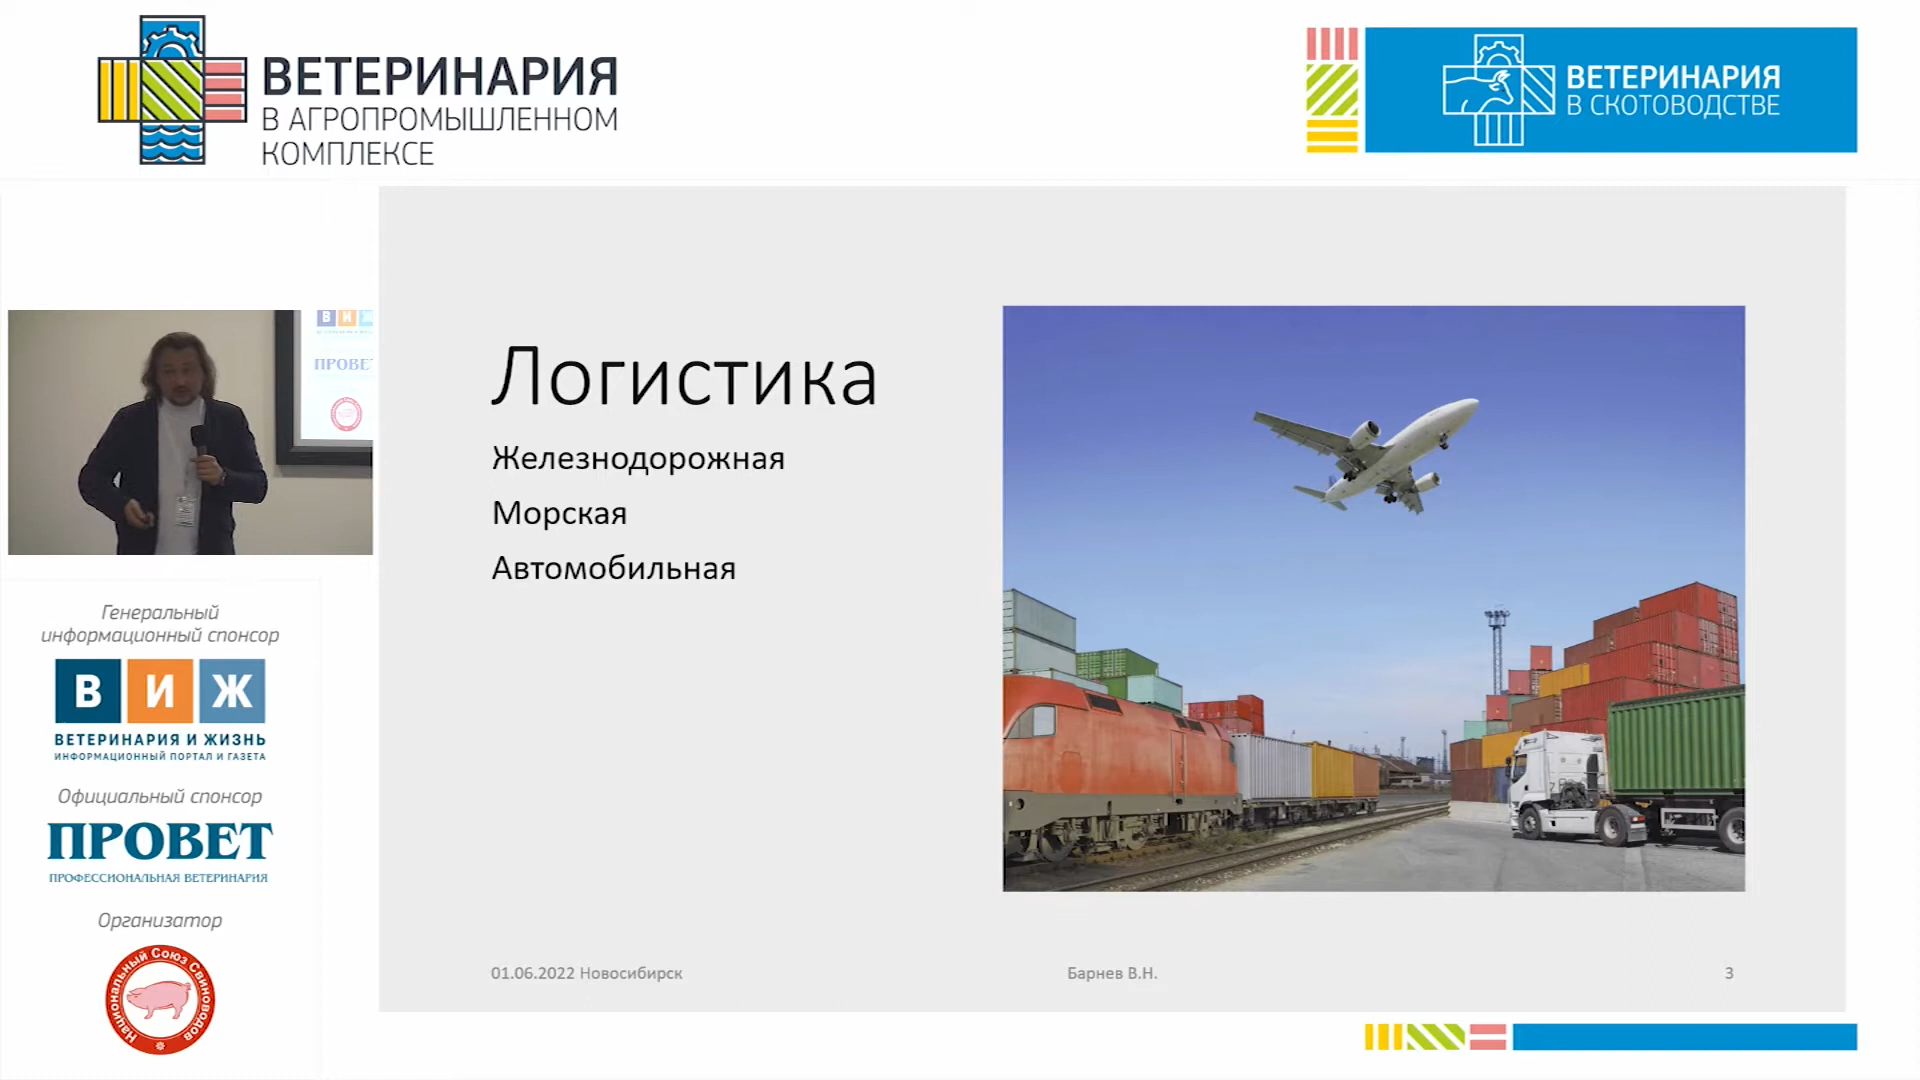 ВЕТЕРИНАРИЯ
В АГРОПРОМЫШЛЕННОМ
КОМПЛЕКСЕ
ВЕТЕРИНАРИЯ
В СКОТОВОДСТВЕ
В И Ж
ПРОВЕТ
Генеральный
информационный спонсор
В И Ж
ВЕТЕРИНАРИЯ И ЖИЗНЬ
ИНФОРМАЦИОННЫЙ ПОРТАЛ И ГАЗЕТА
Официальный спонсор
ПРОВЕТ
ПРОФЕССИОНАЛЬНАЯ ВЕТЕРИНАРИЯ
Организатор
Национальный Союз Свиноводов
Логистика
Железнодорожная
Морская
Автомобильная
01.06.2022 Новосибирск
Барнев В.Н.
3